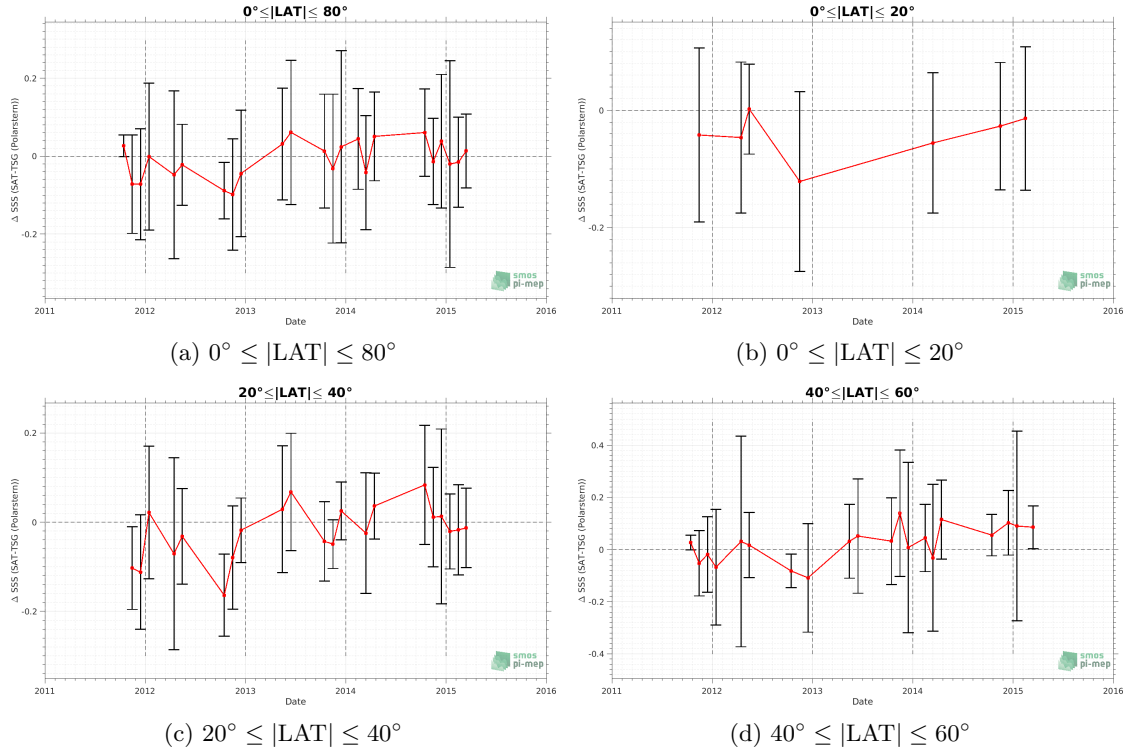 0°≤|LAT|≤ 80°
Δ SSS (SAT-TSG (Polarstern))
0.2
0
-0.2
2011 2012 2013 2014 2015 2016
Date
smos
pi-mep
(a) 0° ≤ |LAT| ≤ 80°
0°≤|LAT|≤ 20°
Δ SSS (SAT-TSG (Polarstern))
0
-0.2
2011 2012 2013 2014 2015 2016
Date
smos
pi-mep
(b) 0° ≤ |LAT| ≤ 20°
20°≤|LAT|≤ 40°
Δ SSS (SAT-TSG (Polarstern))
0.2
0
-0.2
2011 2012 2013 2014 2015 2016
Date
smos
pi-mep
(c) 20° ≤ |LAT| ≤ 40°
40°≤|LAT|≤ 60°
Δ SSS (SAT-TSG (Polarstern))
0.4
0.2
0
-0.2
-0.4
2011 2012 2013 2014 2015 2016
Date
smos
pi-mep
(d) 40° ≤ |LAT| ≤ 60°